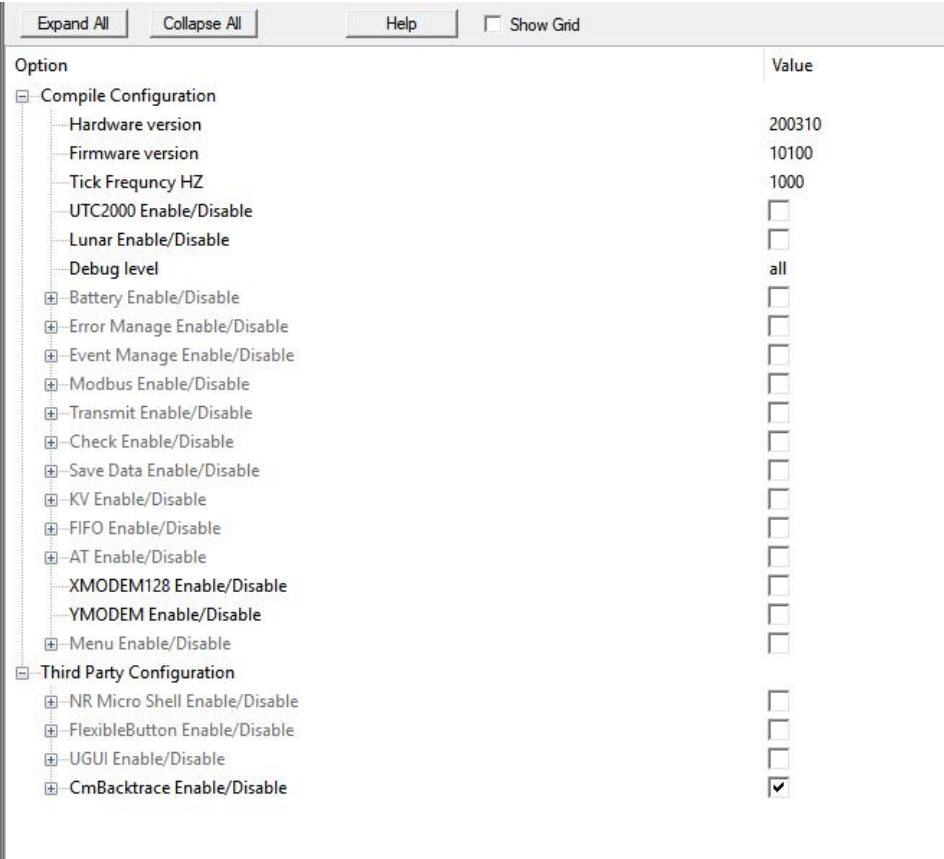 Expand All Collapse All Help Show Grid
Option Value
Compile Configuration
Hardware version 200310
Firmware version 10100
Tick Frequncy HZ 1000
UTC2000 Enable/Disable
Lunar Enable/Disable
Debug level all
Battery Enable/Disable
Error Manage Enable/Disable
Event Manage Enable/Disable
Modbus Enable/Disable
Transmit Enable/Disable
Check Enable/Disable
Save Data Enable/Disable
KV Enable/Disable
FIFO Enable/Disable
AT Enable/Disable
XMODEM128 Enable/Disable
YMODEM Enable/Disable
Menu Enable/Disable
Third Party Configuration
NR Micro Shell Enable/Disable
FlexibleButton Enable/Disable
UGUI Enable/Disable
CmBacktrace Enable/Disable